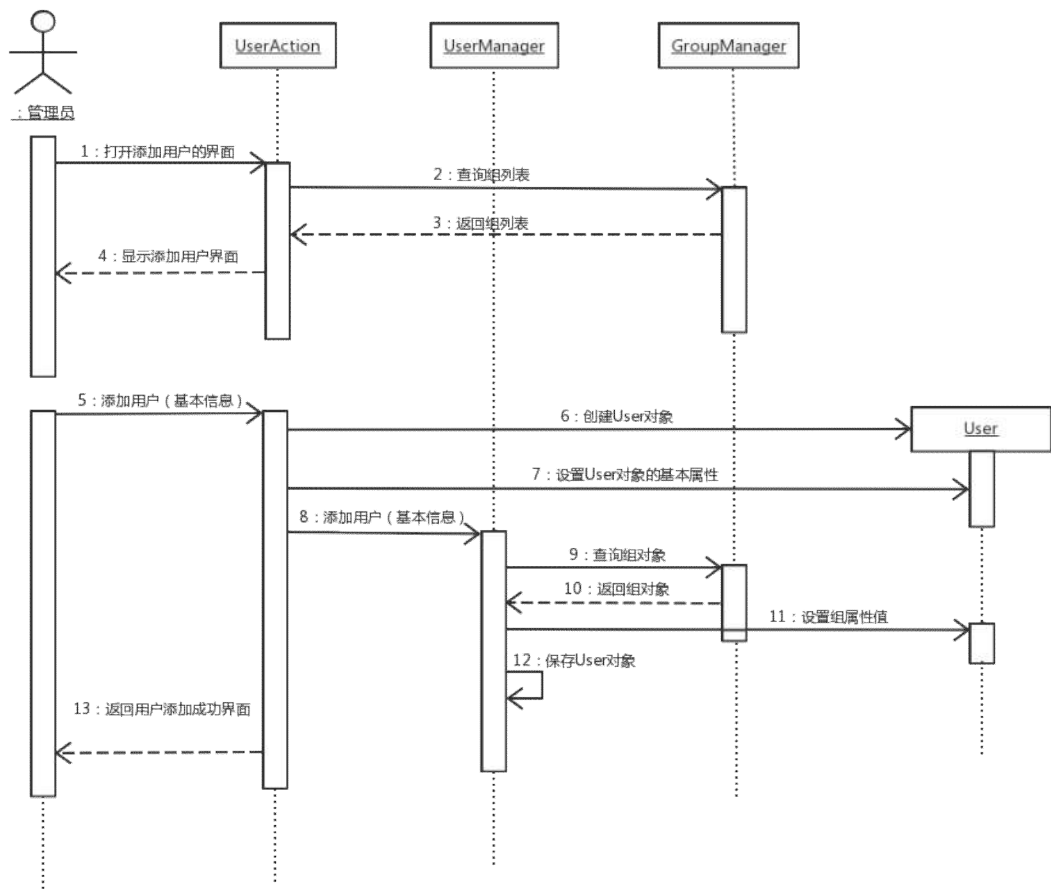 UserAction
UserManager
GroupManager
：管理员
1：打开添加用户的界面
2：查询组列表
3：返回组列表
4：显示添加用户界面
5：添加用户（基本信息）
6：创建User对象
User
7：设置User对象的基本属性
8：添加用户（基本信息）
9：查询组对象
10：返回组对象
11：设置组属性值
12：保存User对象
13：返回用户添加成功界面